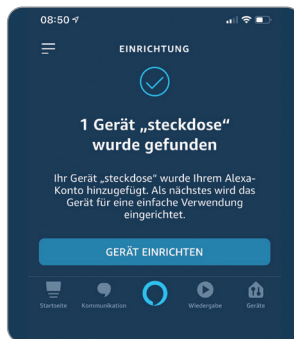 08:50
EINRICHTUNG
1 Gerät „steckdose“
wurde gefunden
Ihr Gerät „steckdose“ wurde Ihrem Alexa-
Konto hinzugefügt. Als nächstes wird das
Gerät für eine einfache Verwendung
eingerichtet.
GERÄT EINRICHTEN
Startseite Kommunikation Wiedergabe Geräte